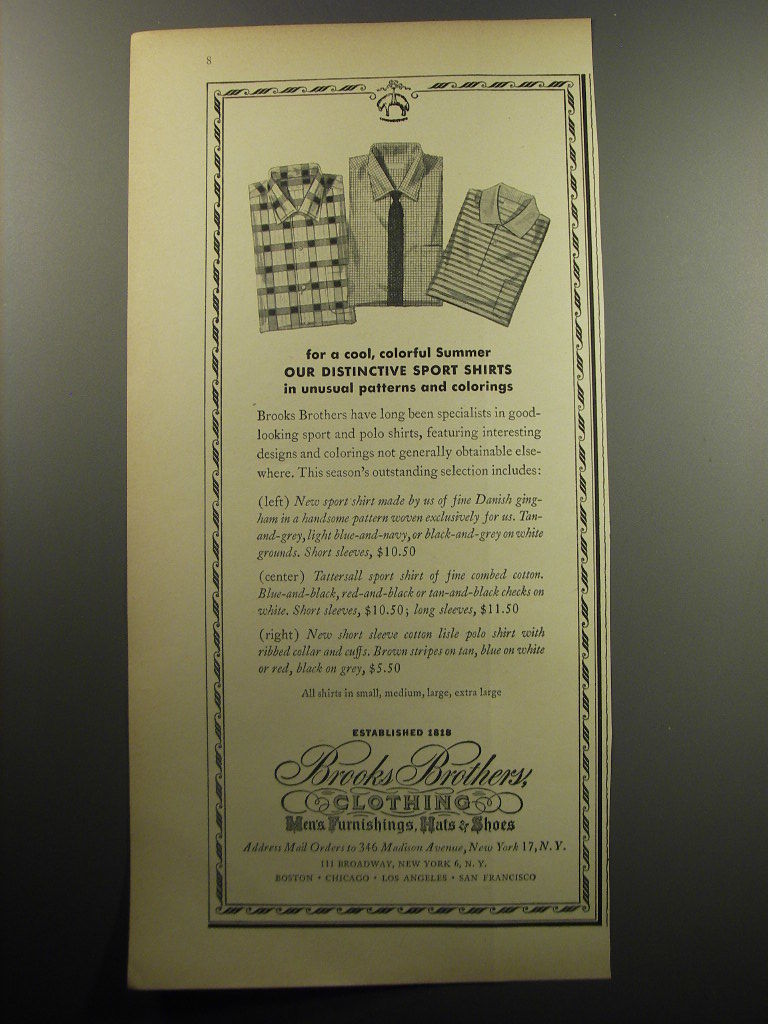 8
for a cool, colorful Summer
OUR DISTINCTIVE SPORT SHIRTS
in unusual patterns and colorings
Brooks Brothers have long been specialists in good-
looking sport and polo shirts, featuring interesting
designs and colorings not generally obtainable else-
where. This season's outstanding selection includes:
(left) New sport shirt made by us of fine Danish ging-
ham in a handsome pattern woven exclusively for us. Tan-
and-grey, light blue-and-navy, or black-and-grey on white
grounds. Short sleeves, $10.50
(center) Tattersall sport shirt of fine combed cotton.
Blue-and-black, red-and-black or tan-and-black checks on
white. Short sleeves, $10.50; long sleeves, $11.50
(right) New short sleeve cotton lisle polo shirt with
ribbed collar and cuffs. Brown stripes on tan, blue on white
or red, black on grey, $5.50
All shirts in small, medium, large, extra large
ESTABLISHED 1818
Brooks Brothers,
CLOTHING
Men's Furnishings, Hats & Shoes
Address Mail Orders to 346 Madison Avenue, New York 17, N. Y.
111 BROADWAY, NEW YORK 6, N. Y.
BOSTON • CHICAGO • LOS ANGELES • SAN FRANCISCO